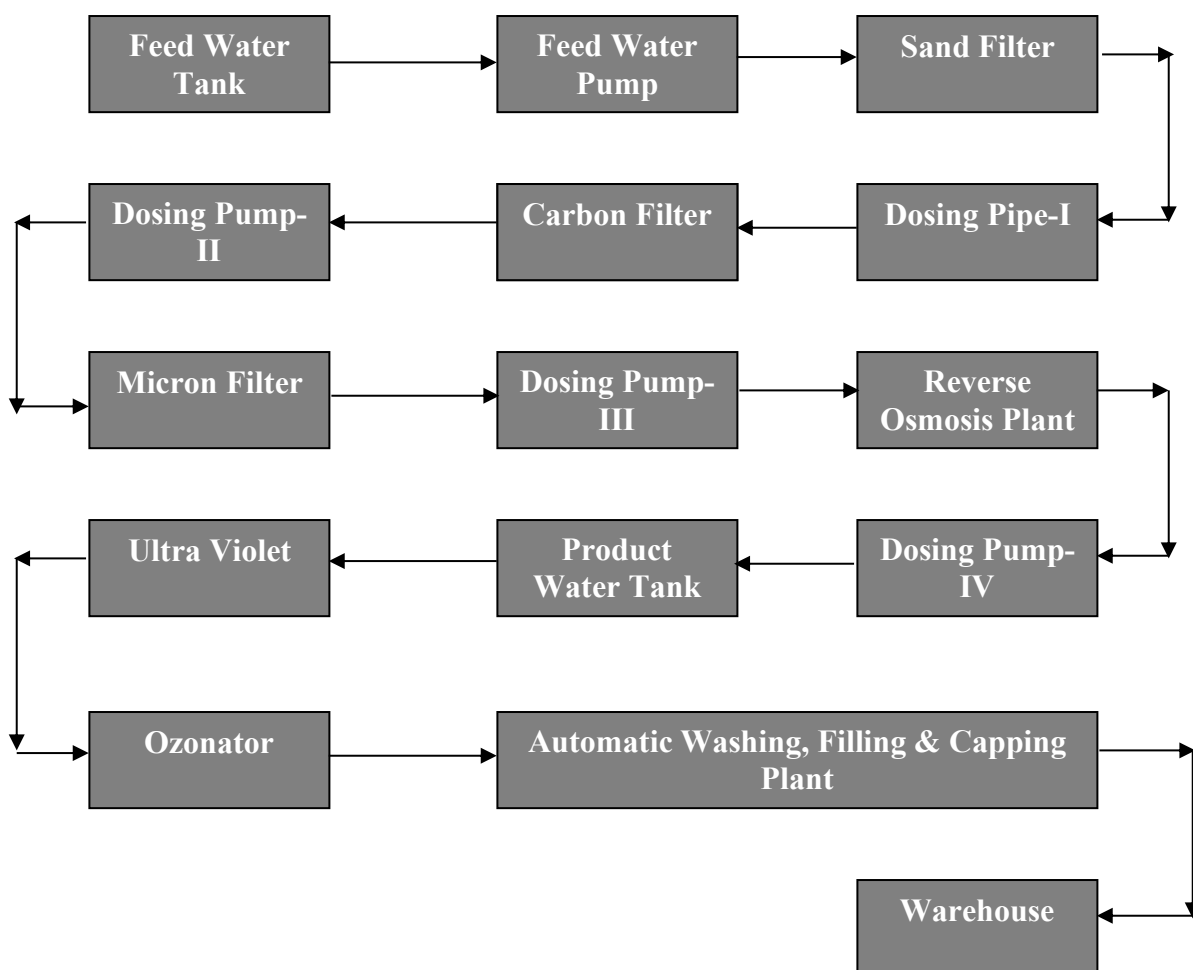 Feed Water
Tank
Feed Water
Pump
Sand Filter
Dosing Pump-
II
Carbon Filter
Dosing Pipe-I
Micron Filter
Dosing Pump-
III
Reverse
Osmosis Plant
Ultra Violet
Product
Water Tank
Dosing Pump-
IV
Ozonator
Automatic Washing, Filling & Capping
Plant
Warehouse